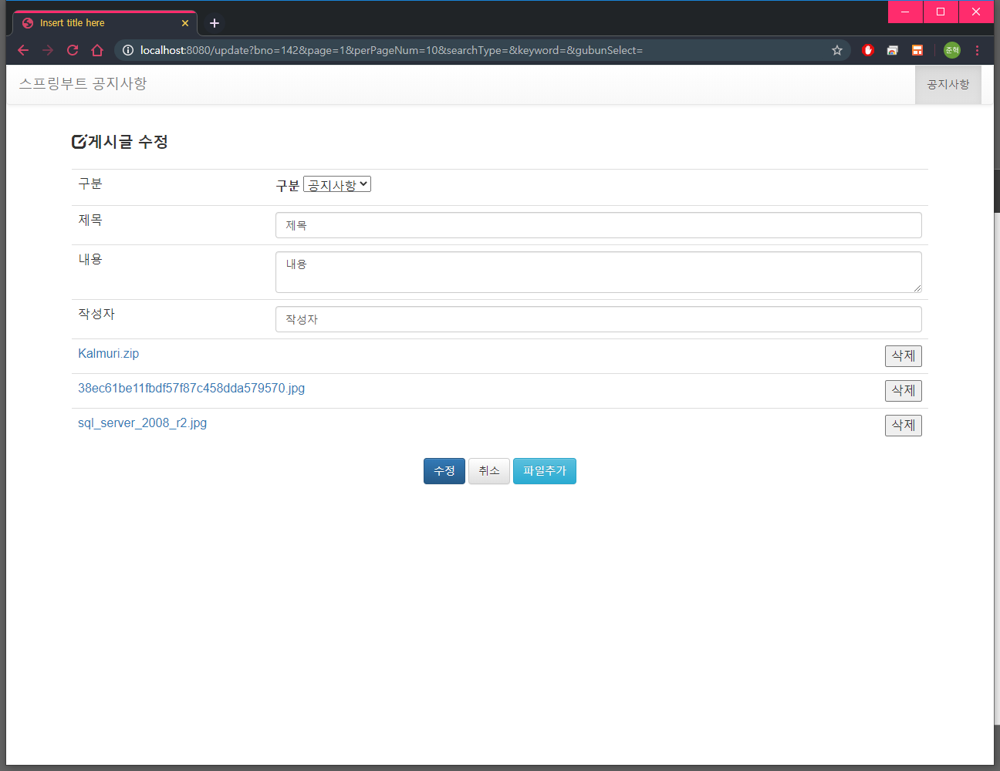 Insert title here
localhost:8080/update?bno=142&page=1&perPageNum=10&searchType=&keyword=&gubunSelect=
준혁
스프링부트 공지사항
공지사항
게시글 수정
구분
구분 공지사항
제목
제목
내용
내용
작성자
작성자
Kalmuri.zip
삭제
38ec61be11fbdf57f87c458dda579570.jpg
삭제
sql_server_2008_r2.jpg
삭제
수정 취소 파일추가